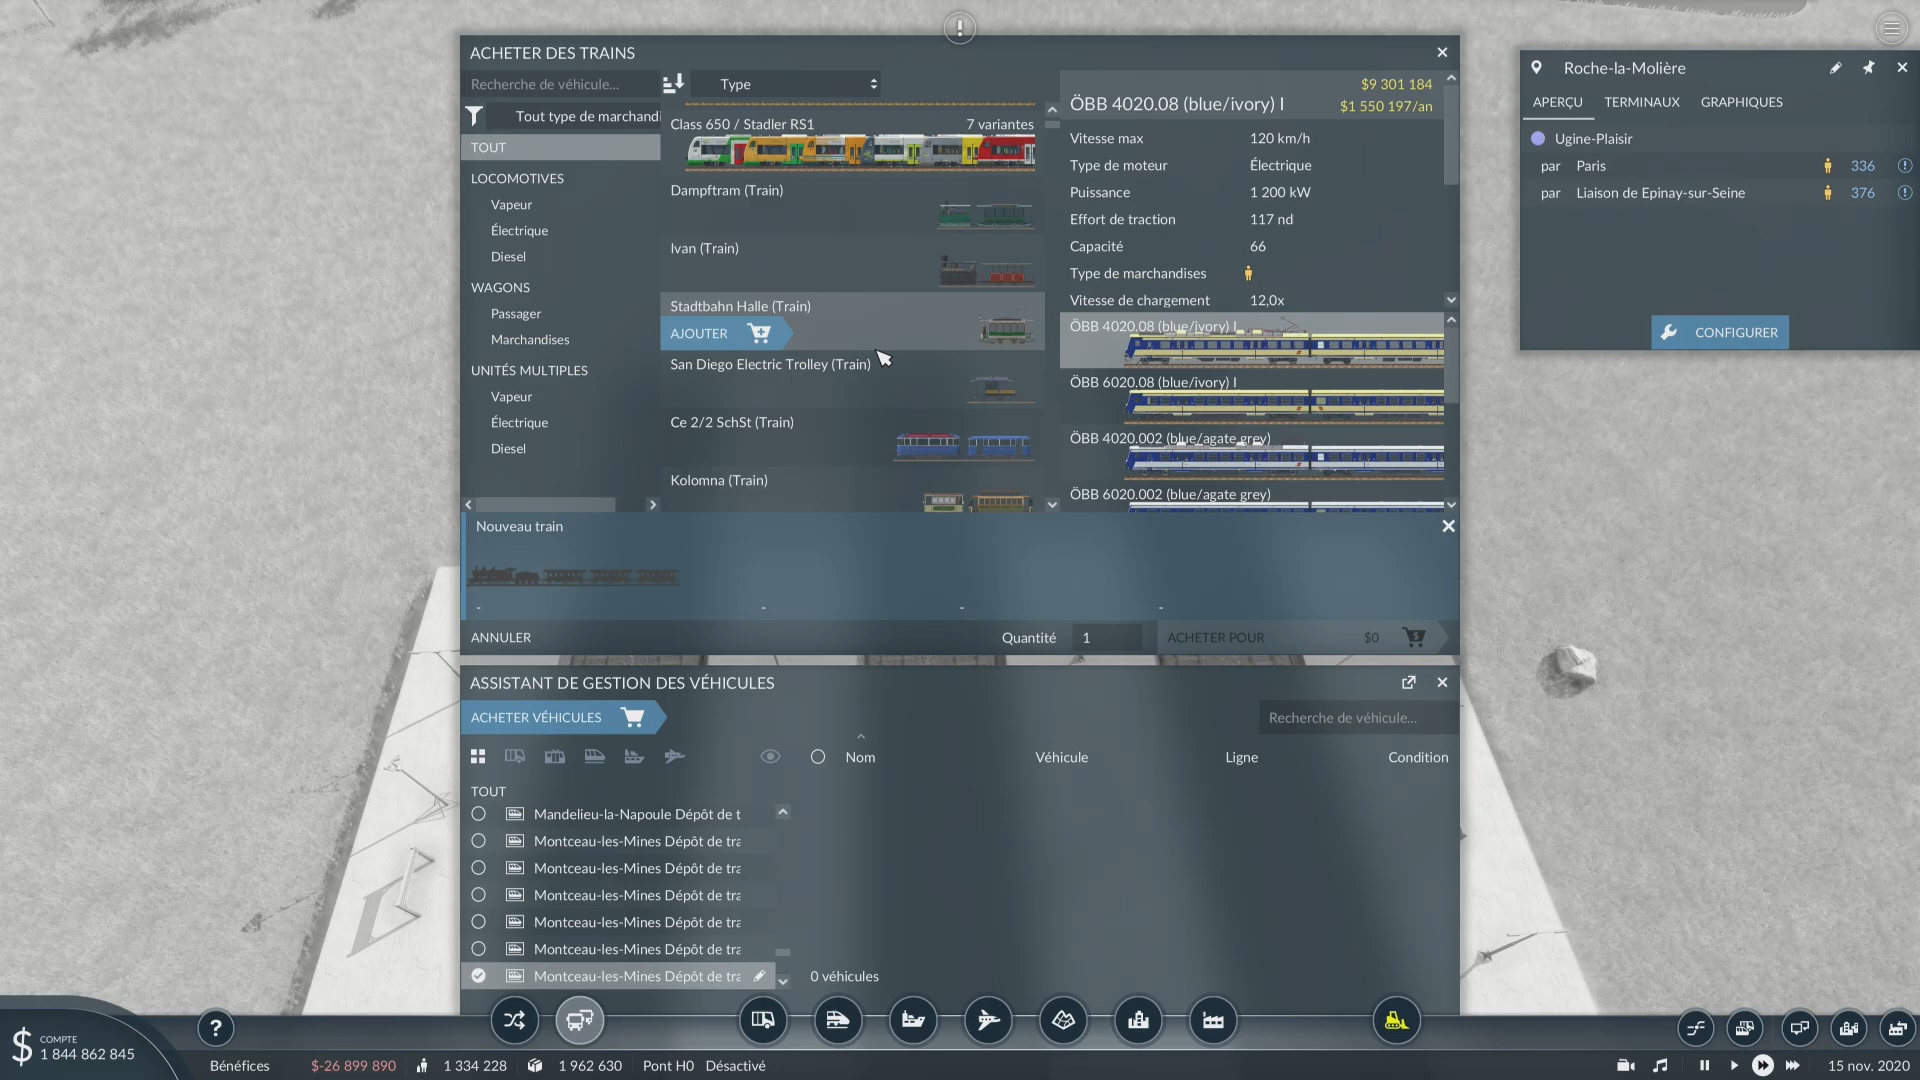 ACHETER DES TRAINS
Recherche de véhicule...
Type
Tout type de marchandi
TOUT
LOCOMOTIVES
Vapeur
Électrique
Diesel
WAGONS
Passager
Marchandises
UNITÉS MULTIPLES
Vapeur
Électrique
Diesel
Class 650 / Stadler RS1 7 variantes
Dampftram (Train)
Ivan (Train)
Stadtbahn Halle (Train)
AJOUTER
San Diego Electric Trolley (Train)
Ce 2/2 SchSt (Train)
Kolomna (Train)
$9 301 184
ÖBB 4020.08 (blue/ivory) I $1 550 197/an
Vitesse max 120 km/h
Type de moteur Électrique
Puissance 1 200 kW
Effort de traction 117 nd
Capacité 66
Type de marchandises
Vitesse de chargement 12,0x
ÖBB 4020.08 (blue/ivory) I
ÖBB 6020.08 (blue/ivory) I
ÖBB 4020.002 (blue/agate grey)
ÖBB 6020.002 (blue/agate grey)
Nouveau train
- - - -
ANNULER
Quantité 1
ACHETER POUR $0
Roche-la-Molière
APERÇU TERMINAUX GRAPHIQUES
Ugine-Plaisir
par Paris 336
par Liaison de Epinay-sur-Seine 376
CONFIGURER
ASSISTANT DE GESTION DES VÉHICULES
ACHETER VÉHICULES
Recherche de véhicule...
Nom Véhicule Ligne Condition
TOUT
Mandelieu-la-Napoule Dépôt de t
Montceau-les-Mines Dépôt de tra
Montceau-les-Mines Dépôt de tra
Montceau-les-Mines Dépôt de tra
Montceau-les-Mines Dépôt de tra
Montceau-les-Mines Dépôt de tra
Montceau-les-Mines Dépôt de tra
0 véhicules
$ COMPTE
1 844 862 845
?
Bénéfices $-26 899 890 1 334 228 1 962 630 Pont H0 Désactivé
15 nov. 2020